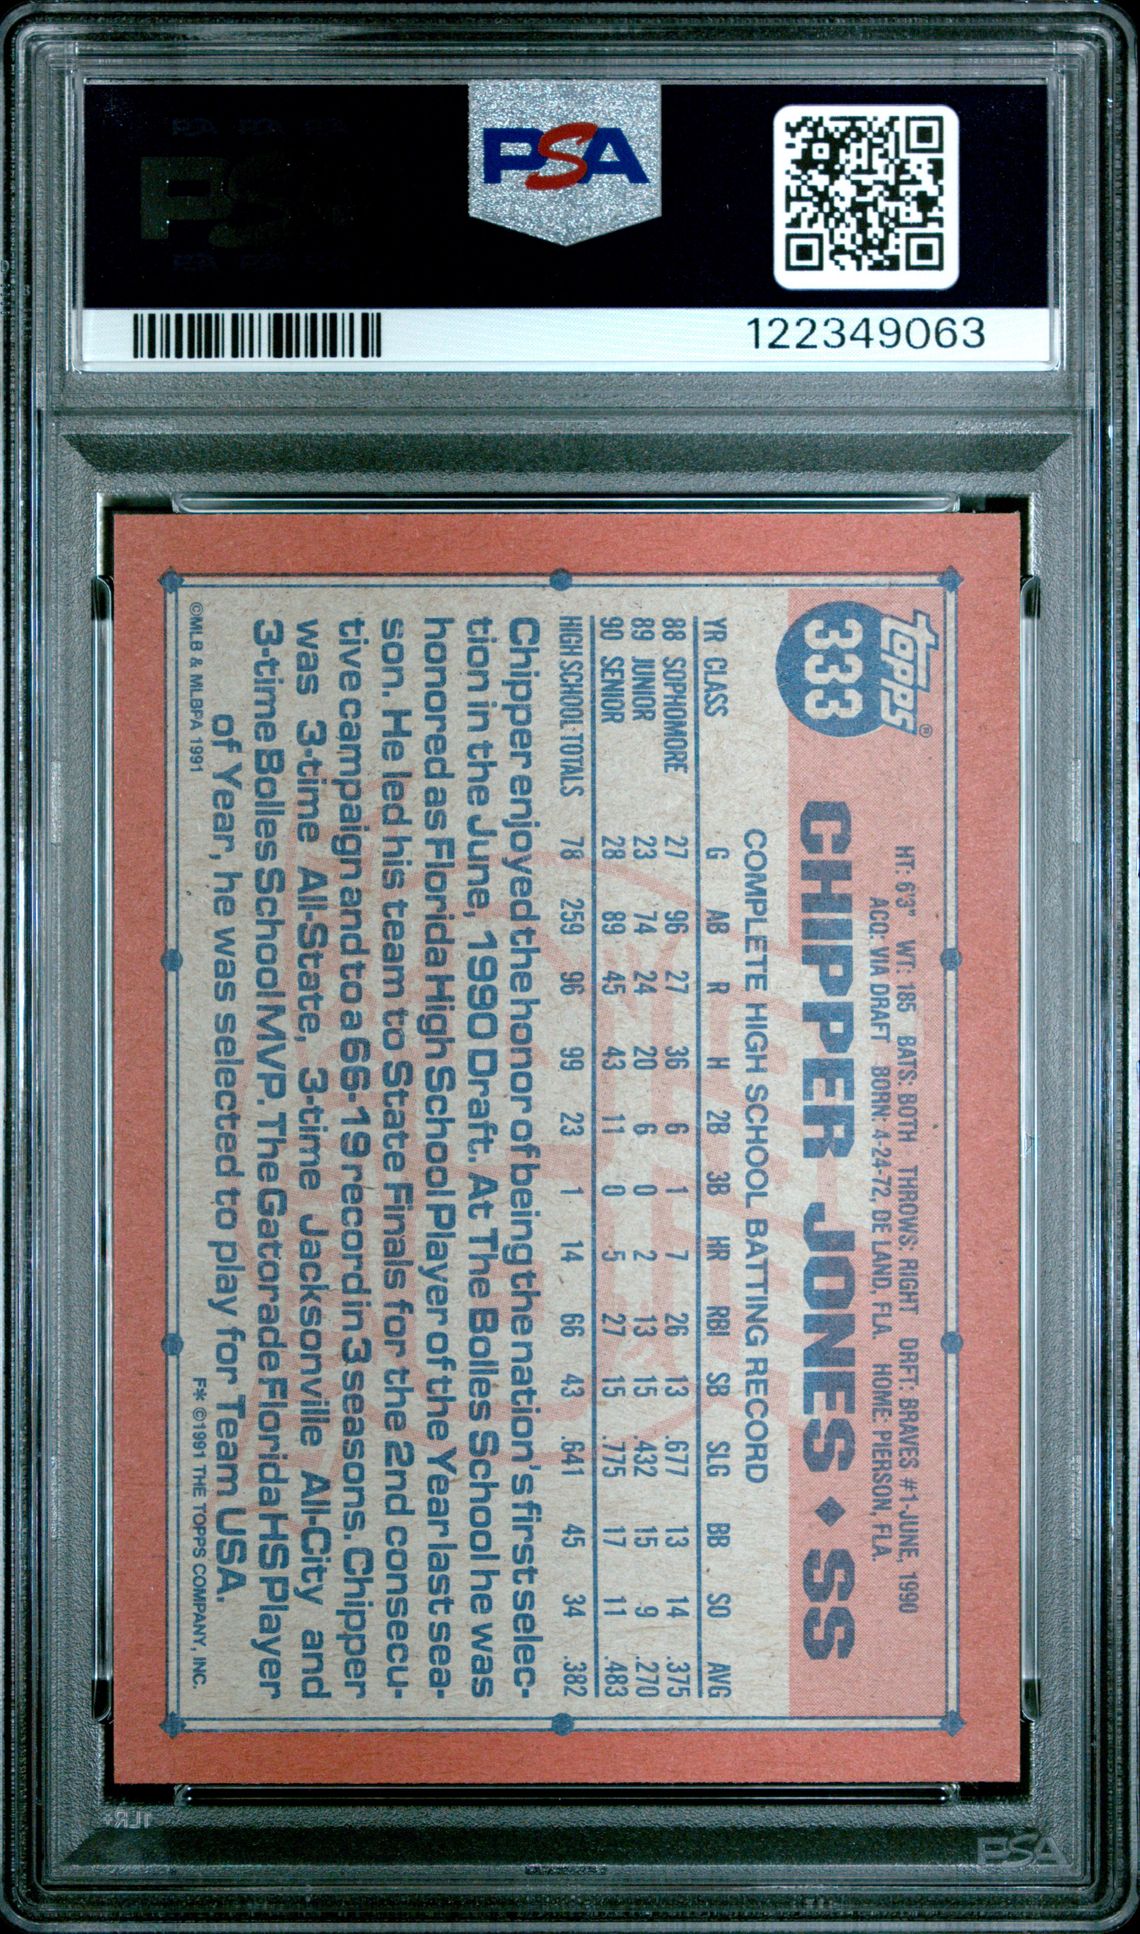 PSA
122349063
topps®
333
HT: 6'3" WT: 185 BATS: BOTH THROWS: RIGHT DRFT: BRAVES #1-JUNE, 1990
ACQ: VIA DRAFT BORN: 4-24-72, DE LAND, FLA. HOME: PIERSON, FLA.
CHIPPER JONES ♦ SS
COMPLETE HIGH SCHOOL BATTING RECORD
YR CLASS G AB R H 2B 3B HR RBI SB SLG BB SO AVG
88 SOPHOMORE 27 96 27 36 6 1 7 26 13 .677 13 14 .375
89 JUNIOR 23 74 24 20 6 0 2 13 15 .432 15 9 .270
90 SENIOR 28 89 45 43 11 0 5 27 15 .775 17 11 .483
HIGH SCHOOL TOTALS 78 259 96 99 23 1 14 66 43 .641 45 34 .382
Chipper enjoyed the honor of being the nation's first selec-
tion in the June, 1990 Draft. At The Bolles School he was
honored as Florida High School Player of the Year last sea-
son. He led his team to State Finals for the 2nd consecu-
tive campaign and to a 66-19 record in 3 seasons. Chipper
was 3-time All-State, 3-time Jacksonville All-City and
3-time Bolles School MVP. The Gatorade Florida HS Player
of Year, he was selected to play for Team USA.
©MLB & MLBPA 1991
F* ©1991 THE TOPPS COMPANY, INC.
PSA